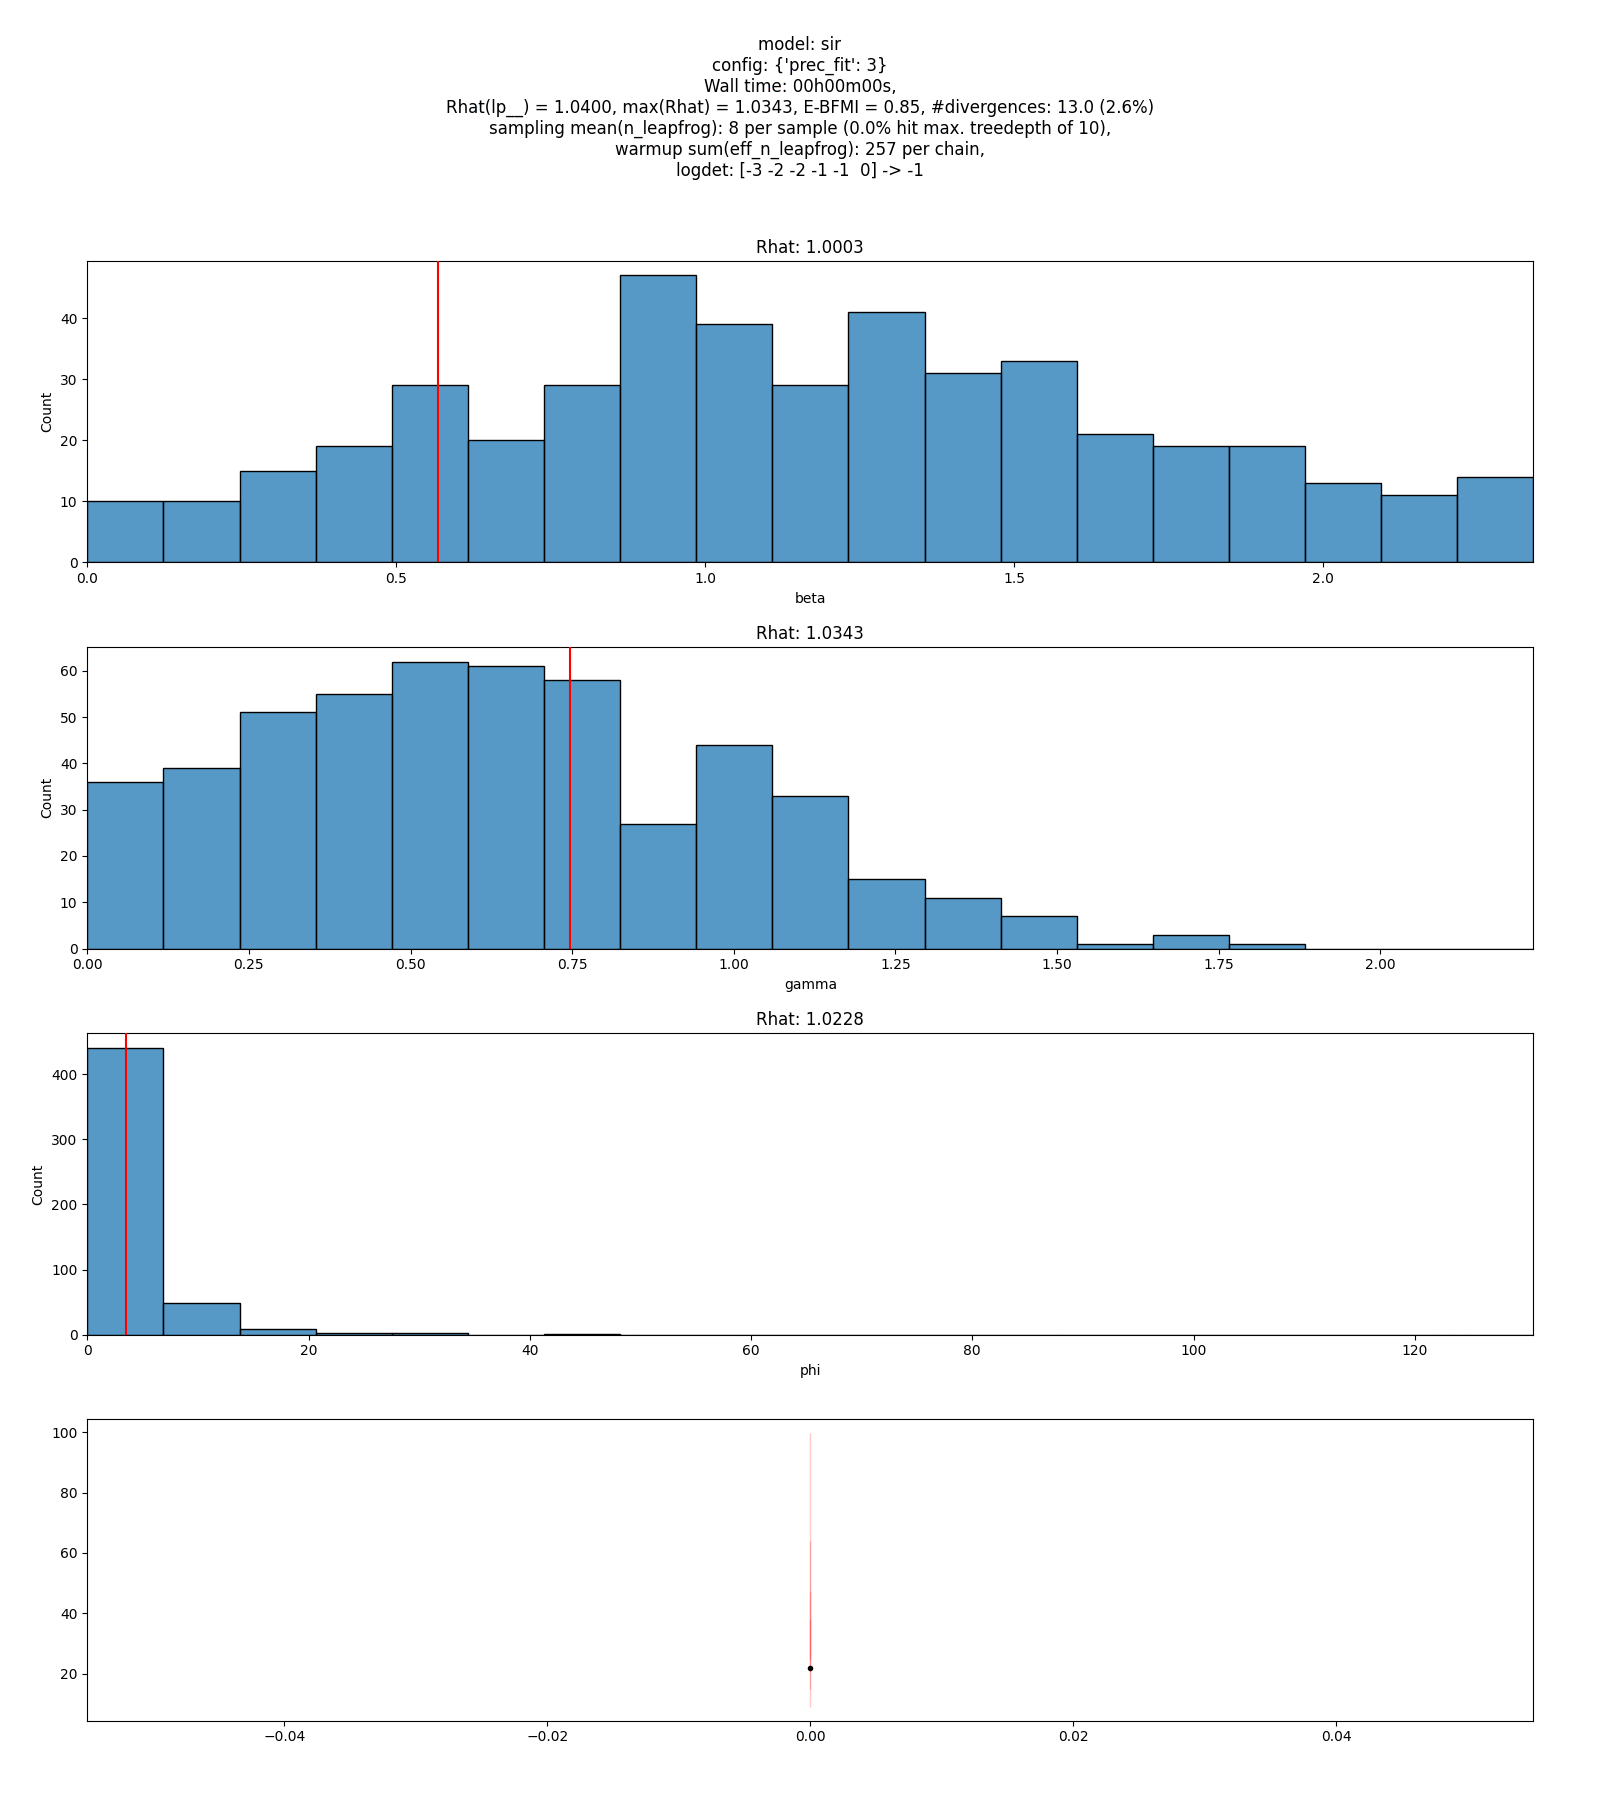 model: sir
config: {'prec_fit': 3}
Wall time: 00h00m00s,
Rhat(lp__) = 1.0400, max(Rhat) = 1.0343, E-BFMI = 0.85, #divergences: 13.0 (2.6%)
sampling mean(n_leapfrog): 8 per sample (0.0% hit max. treedepth of 10),
warmup sum(eff_n_leapfrog): 257 per chain,
logdet: [-3 -2 -2 -1 -1  0] -> -1
Rhat: 1.0003
40
30
20
10
0
Count
0.0 0.5 1.0 1.5 2.0
beta
Rhat: 1.0343
60
50
40
30
20
10
0
Count
0.00 0.25 0.50 0.75 1.00 1.25 1.50 1.75 2.00
gamma
Rhat: 1.0228
400
300
200
100
0
Count
0 20 40 60 80 100 120
phi
100
80
60
40
20
−0.04 −0.02 0.00 0.02 0.04